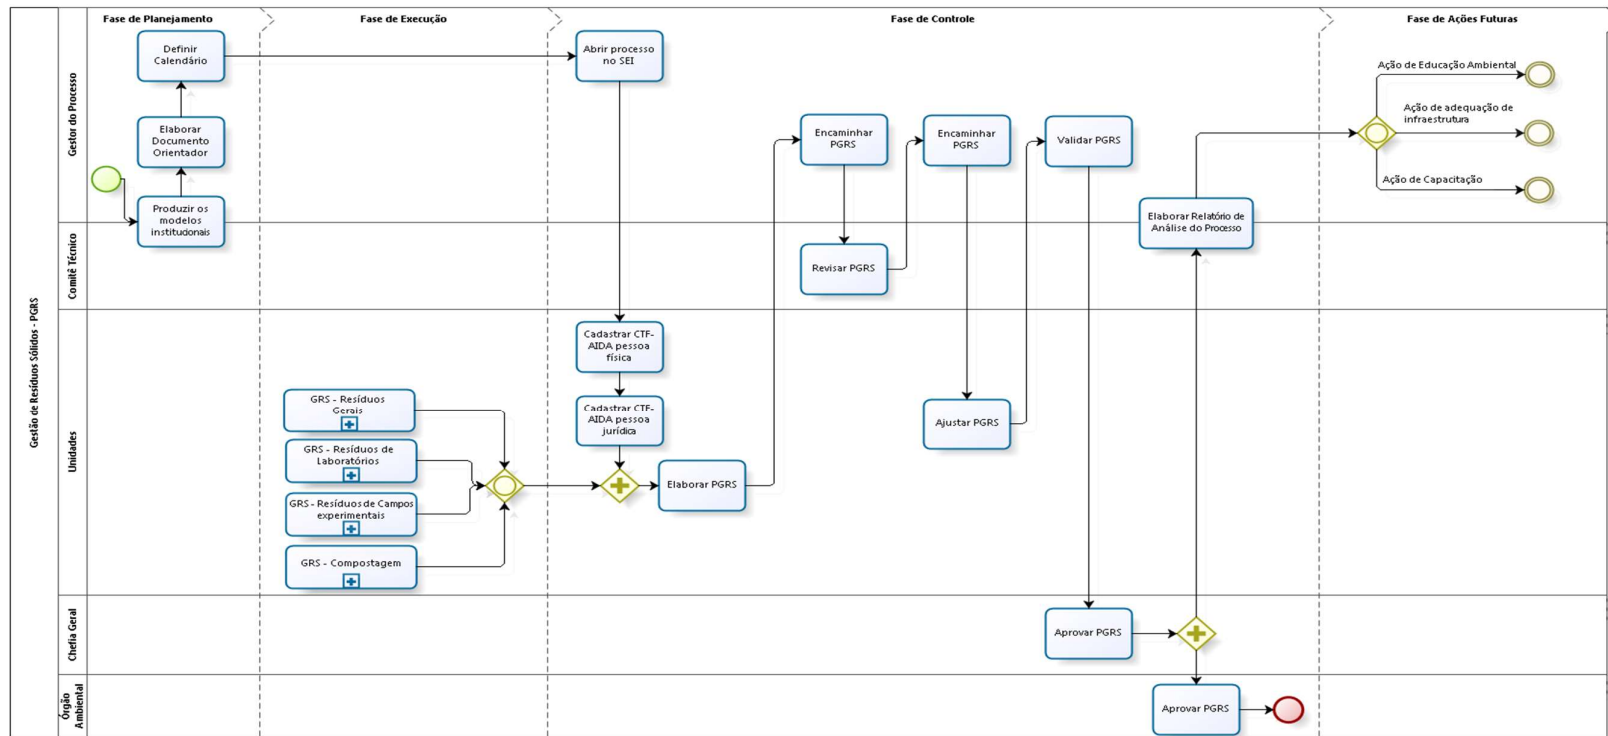 Fase de Planejamento
Fase de Execução
Fase de Controle
Fase de Ações Futuras
Gestão de Resíduos Sólidos - PGRS
Gestor do Processo
Definir
Calendário
Elaborar
Documento
Orientador
Produzir os
modelos
institucionais
Abrir processo
no SEI
Encaminhar
PGRS
Encaminhar
PGRS
Validar PGRS
Ação de Educação Ambiental
Ação de adequação de
infraestrutura
Ação de Capacitação
Elaborar Relatório de
Análise do Processo
Comitê Técnico
Revisar PGRS
Unidades
Cadastrar CTF-
AIDA pessoa
física
Cadastrar CTF-
AIDA pessoa
jurídica
GRS - Resíduos
Gerais
GRS - Resíduos de
Laboratórios
GRS - Resíduos de Campos
experimentais
GRS - Compostagem
Elaborar PGRS
Ajustar PGRS
Chefia Geral
Aprovar PGRS
Órgão
Ambiental
Aprovar PGRS